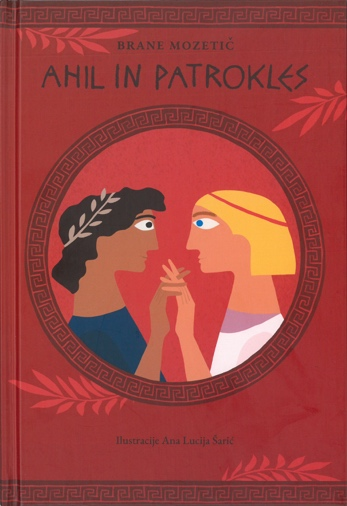 BRANE MOZETIČ
AHIL IN PATROKLES
Ilustracije Ana Lucija Šarić